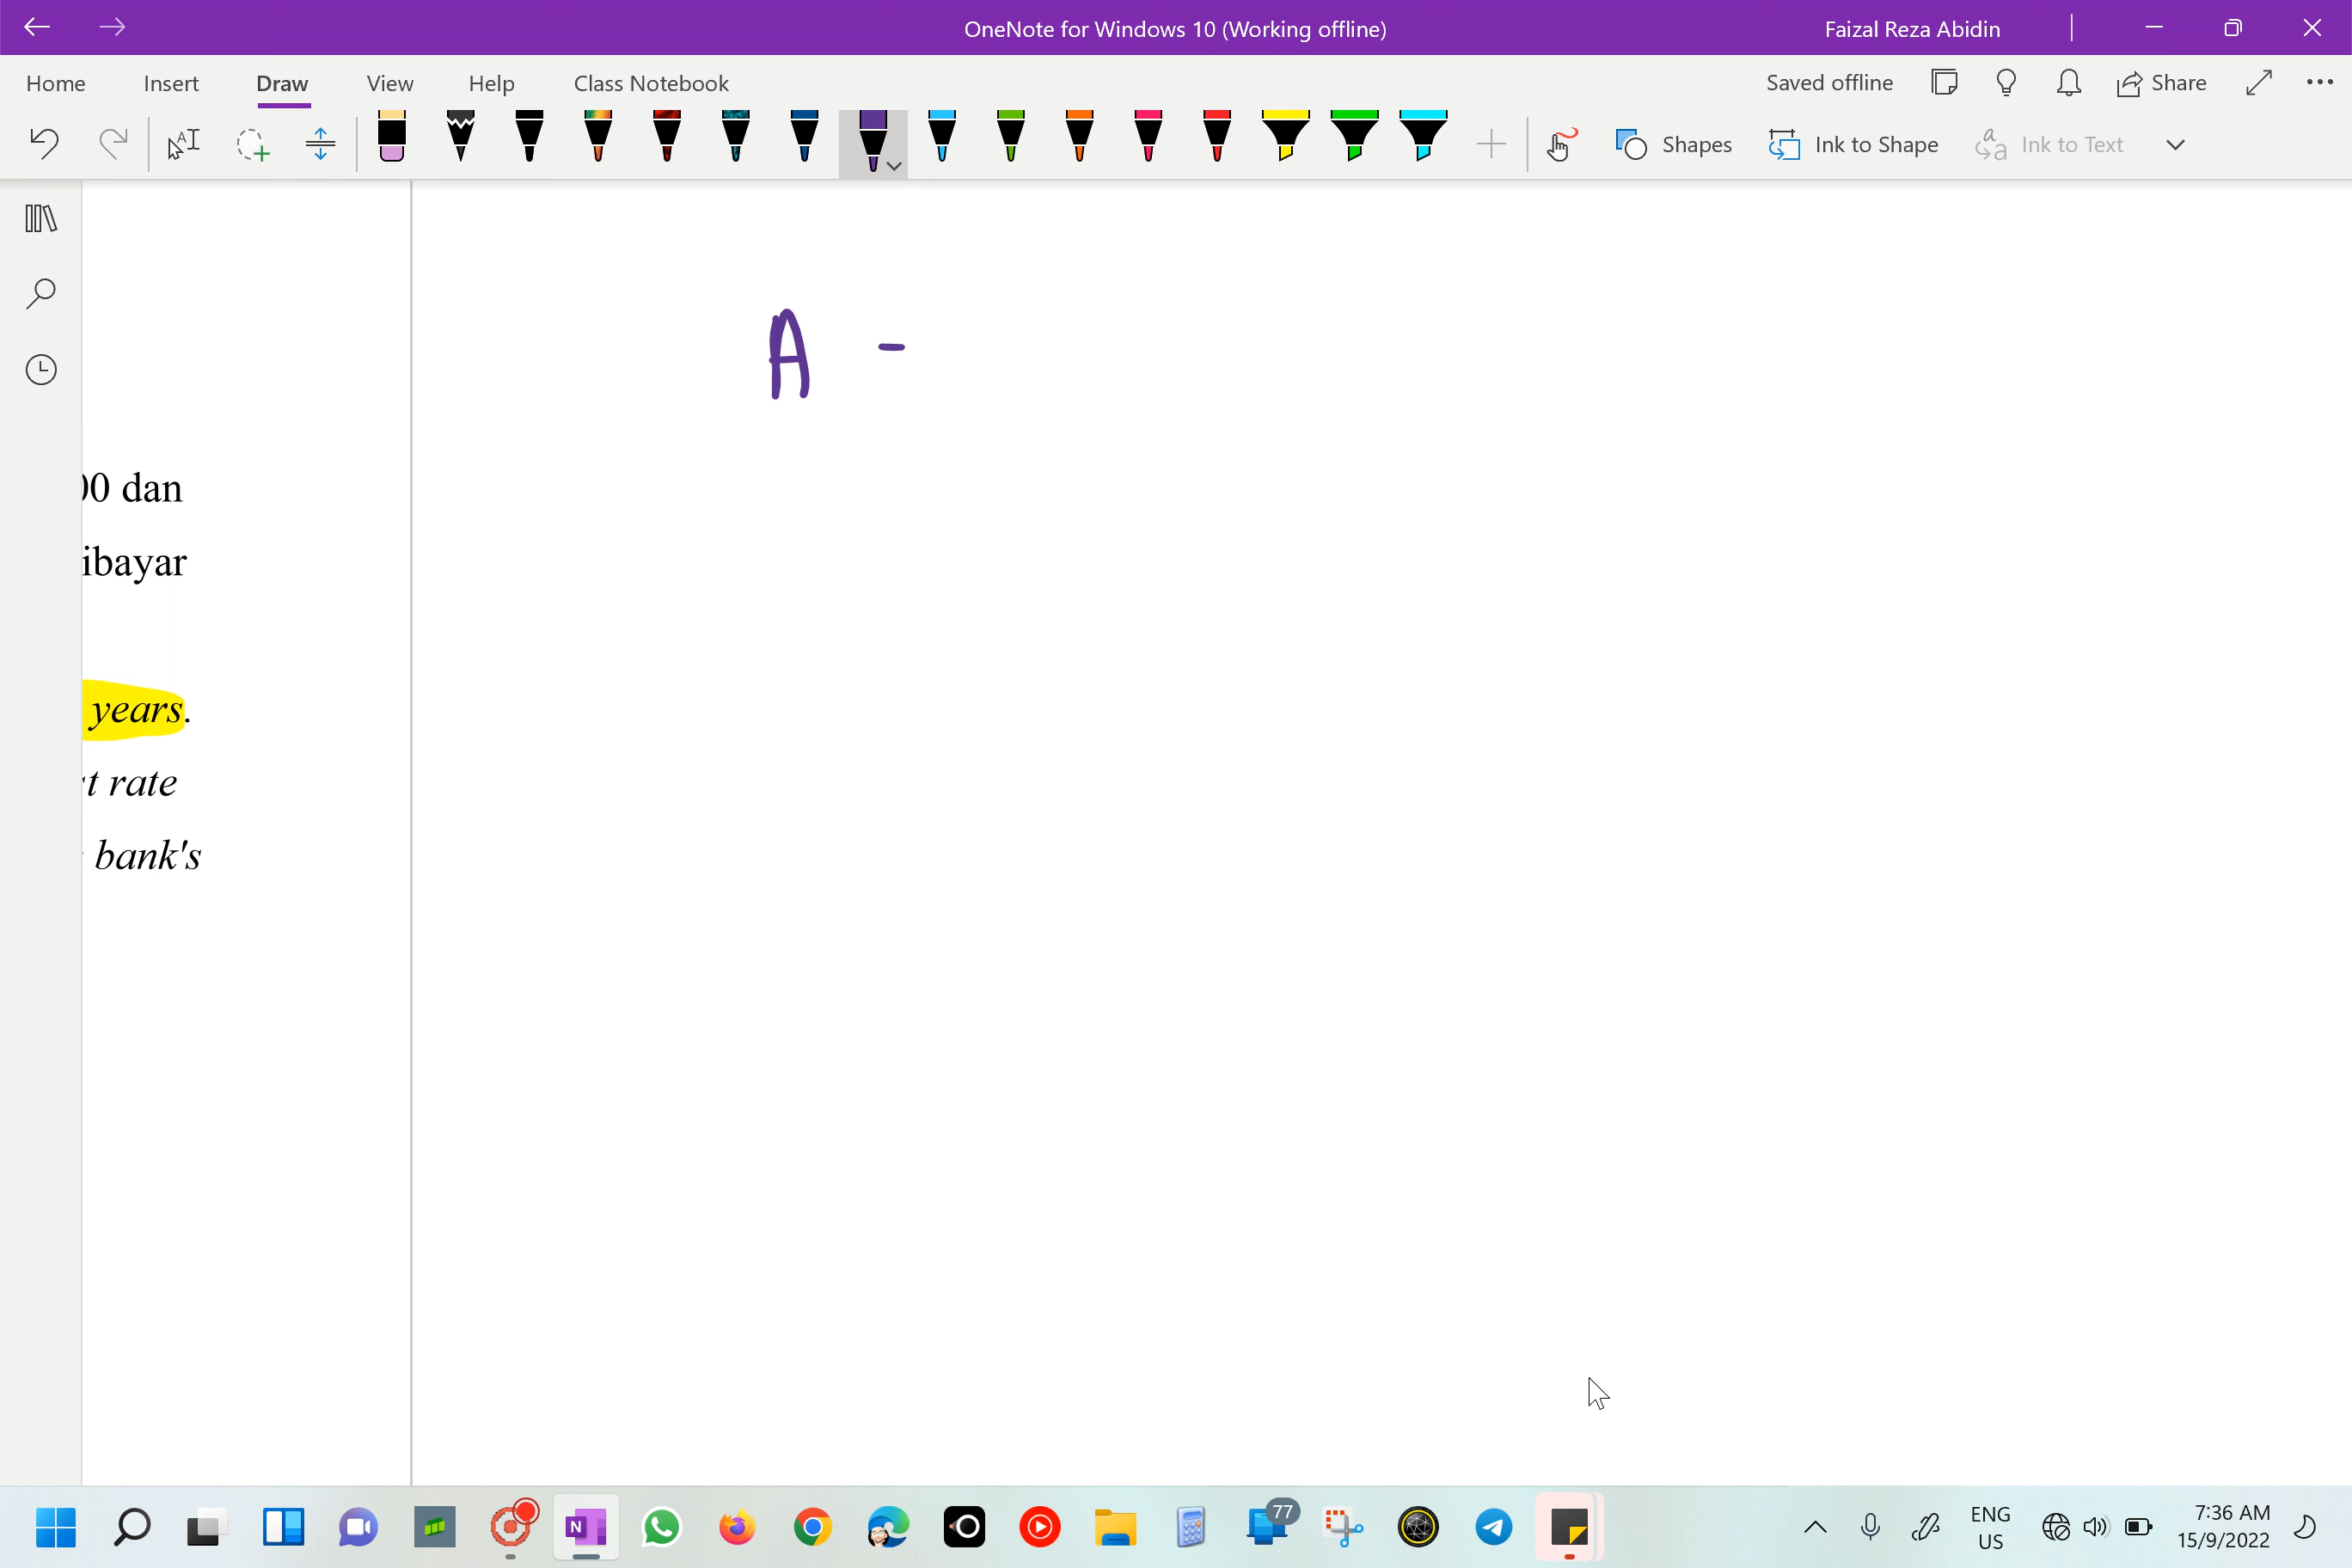 OneNote for Windows 10 (Working offline)
Faizal Reza Abidin
Home Insert Draw View Help Class Notebook
Saved offline Share
Shapes Ink to Shape Ink to Text
A -
00 dan
ibayar
years.
t rate
bank's
77
ENG
US
7:36 AM
15/9/2022